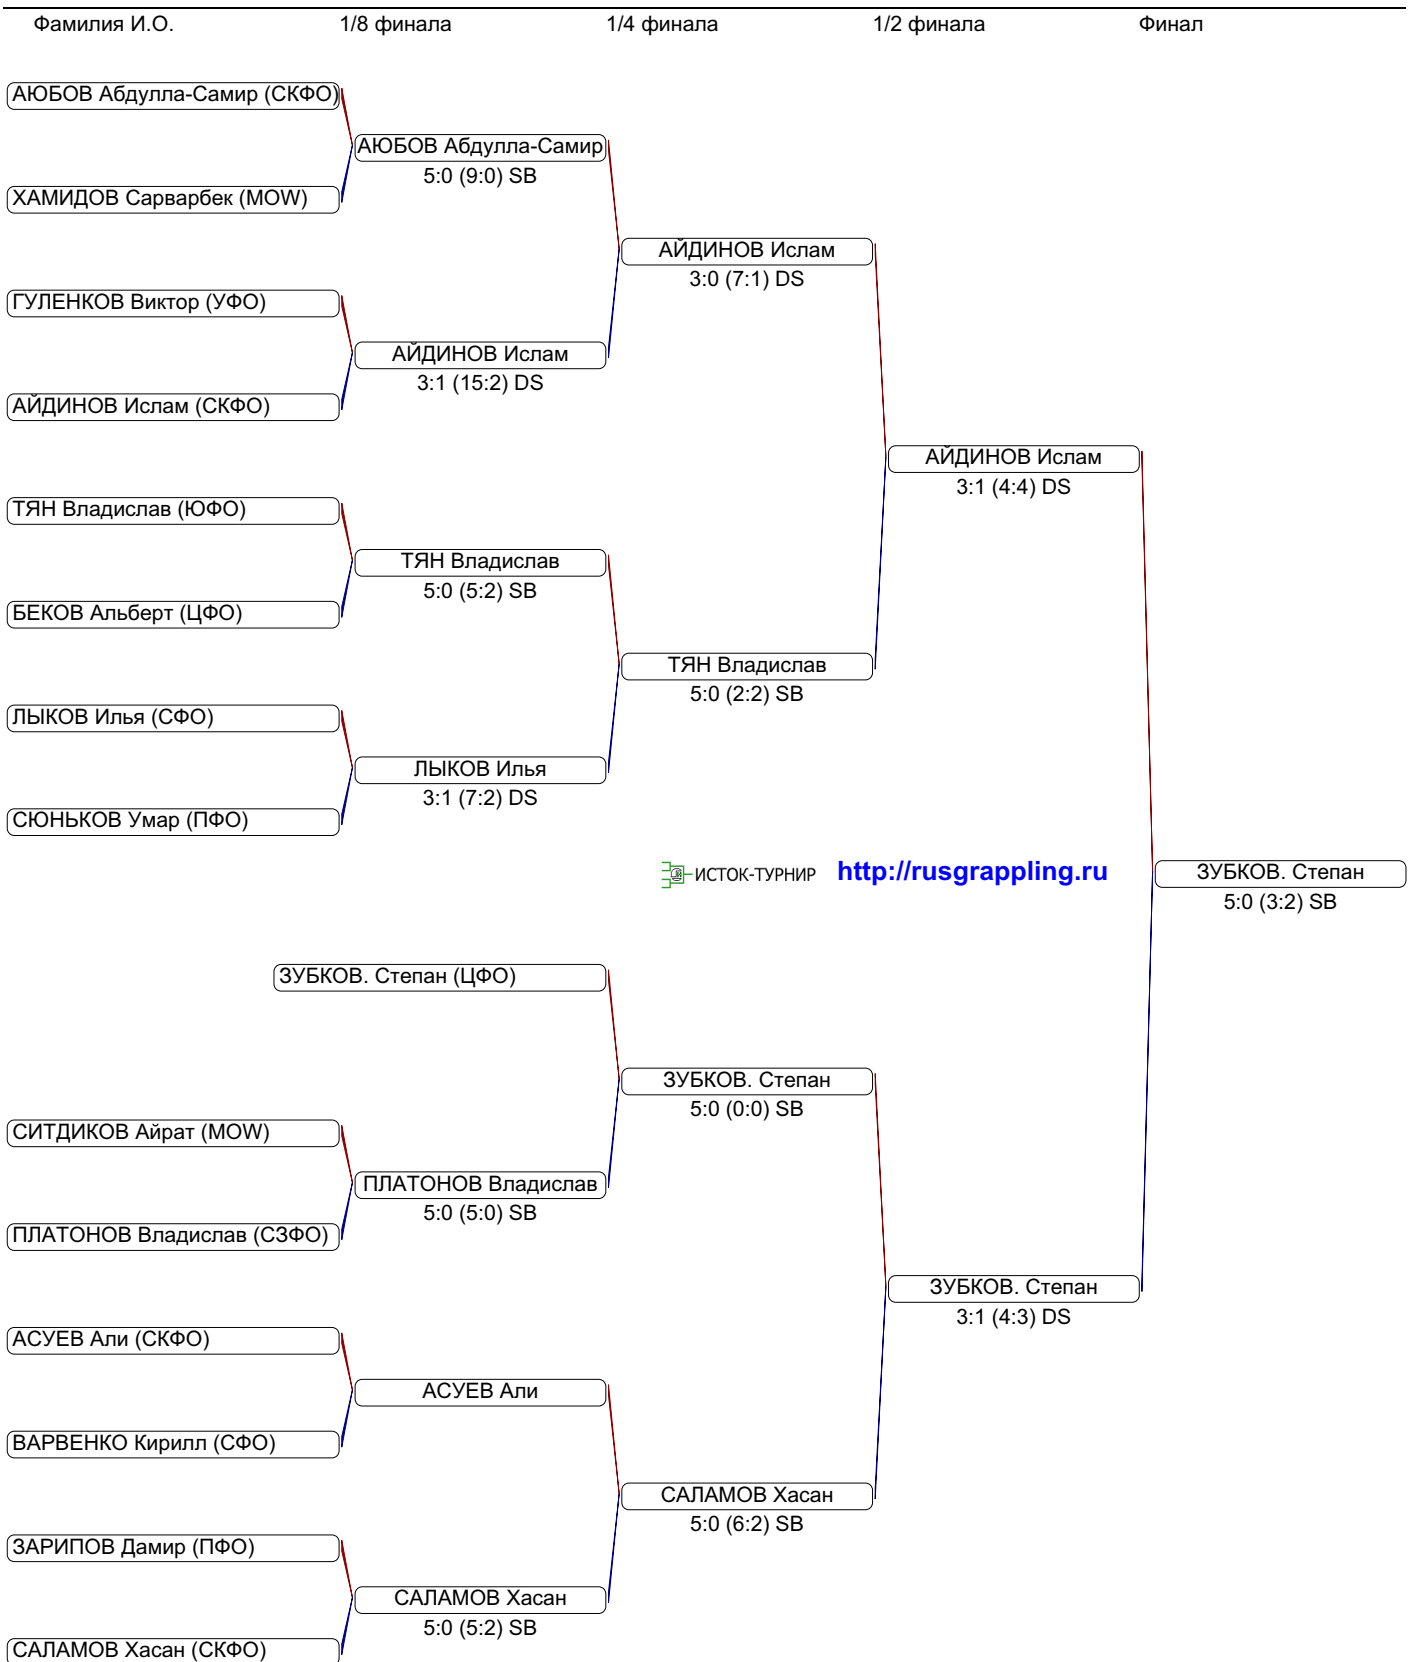 Фамилия И.О. 1/8 финала 1/4 финала 1/2 финала Финал
АЮБОВ Абдулла-Самир (СКФО)
АЮБОВ Абдулла-Самир
5:0 (9:0) SB
ХАМИДОВ Сарварбек (MOW)
АЙДИНОВ Ислам
3:0 (7:1) DS
ГУЛЕНКОВ Виктор (УФО)
АЙДИНОВ Ислам
3:1 (15:2) DS
АЙДИНОВ Ислам (СКФО)
АЙДИНОВ Ислам
3:1 (4:4) DS
ТЯН Владислав (ЮФО)
ТЯН Владислав
5:0 (5:2) SB
БЕКОВ Альберт (ЦФО)
ТЯН Владислав
5:0 (2:2) SB
ЛЫКОВ Илья (СФО)
ЛЫКОВ Илья
3:1 (7:2) DS
СЮНЬКОВ Умар (ПФО)
ИСТОК-ТУРНИР http://rusgrappling.ru
ЗУБКОВ. Степан
5:0 (3:2) SB
ЗУБКОВ. Степан (ЦФО)
ЗУБКОВ. Степан
5:0 (0:0) SB
СИТДИКОВ Айрат (MOW)
ПЛАТОНОВ Владислав
5:0 (5:0) SB
ПЛАТОНОВ Владислав (СЗФО)
ЗУБКОВ. Степан
3:1 (4:3) DS
АСУЕВ Али (СКФО)
АСУЕВ Али
ВАРВЕНКО Кирилл (СФО)
САЛАМОВ Хасан
5:0 (6:2) SB
ЗАРИПОВ Дамир (ПФО)
САЛАМОВ Хасан
5:0 (5:2) SB
САЛАМОВ Хасан (СКФО)